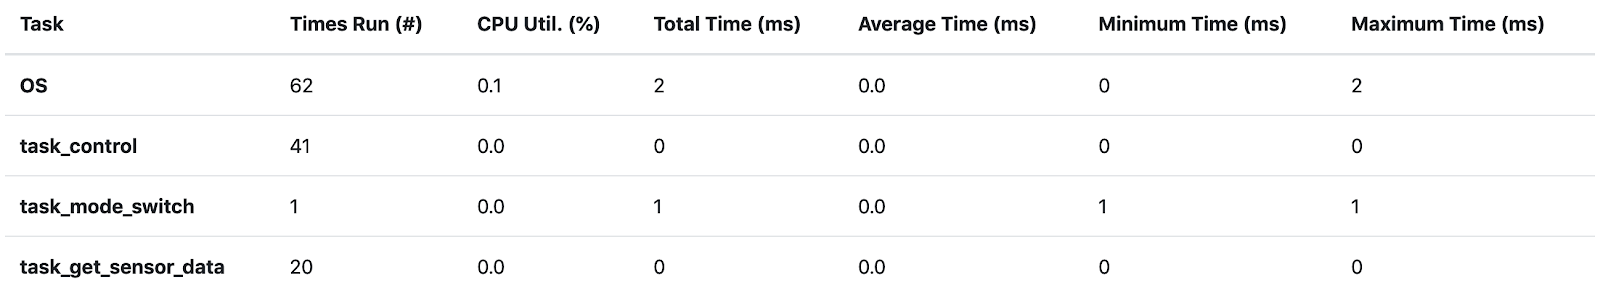 Task Times Run (#) CPU Util. (%) Total Time (ms) Average Time (ms) Minimum Time (ms) Maximum Time (ms)
OS 62 0.1 2 0.0 0 2
task_control 41 0.0 0 0.0 0 0
task_mode_switch 1 0.0 1 0.0 1 1
task_get_sensor_data 20 0.0 0 0.0 0 0